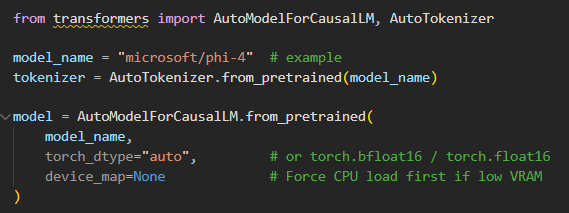 from transformers import AutoModelForCausalLM, AutoTokenizer
model_name = "microsoft/phi-4"  # example
tokenizer = AutoTokenizer.from_pretrained(model_name)
model = AutoModelForCausalLM.from_pretrained(
    model_name,
    torch_dtype="auto",        # or torch.bfloat16 / torch.float16
    device_map=None            # Force CPU load first if low VRAM
)